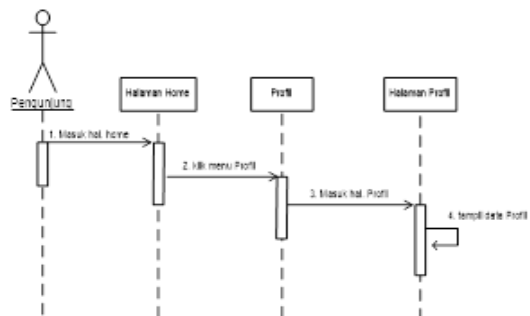 Pengunjung
Halaman Home
Profil
Halaman Profil
1. Masuk hal. home
2. klik menu Profil
3. Masuk hal. Profil
4. tampil data Profil